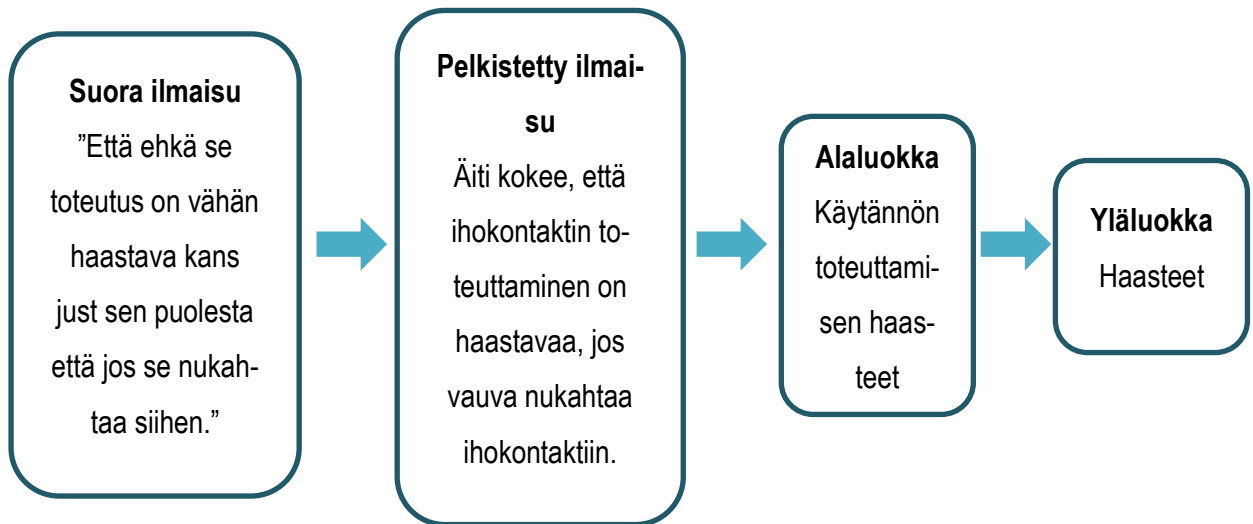 Suora ilmaisu
”Että ehkä se
toteutus on vähän
haastava kans
just sen puolesta
että jos se nukah-
taa siihen.”
Pelkistetty ilmai-
su
Äiti kokee, että
ihokontaktin to-
teuttaminen on
haastavaa, jos
vauva nukahtaa
ihokontaktiin.
Alaluokka
Käytännön
toteuttami-
sen haas-
teet
Yläluokka
Haasteet